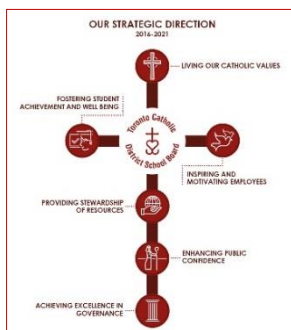 OUR STRATEGIC DIRECTION
2016-2021
LIVING OUR CATHOLIC VALUES
FOSTERING STUDENT
ACHIEVEMENT AND WELL BEING
Toronto Catholic
District School Board
INSPIRING AND
MOTIVATING EMPLOYEES
PROVIDING STEWARDSHIP
OF RESOURCES
ENHANCING PUBLIC
CONFIDENCE
ACHIEVING EXCELLENCE IN
GOVERNANCE